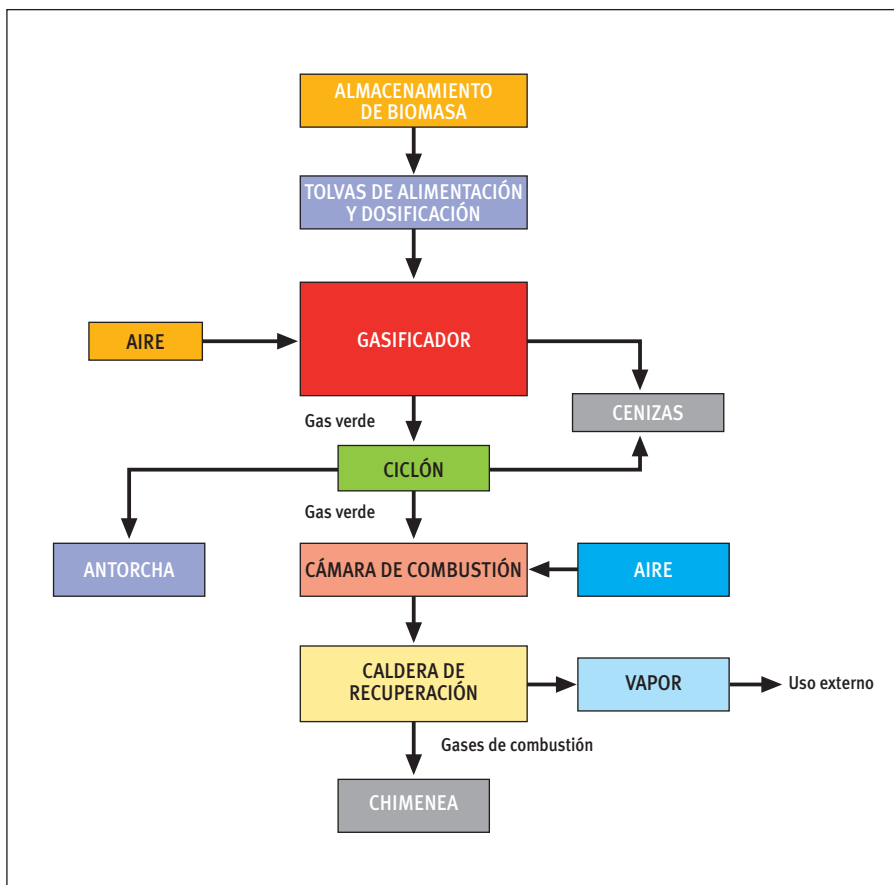 ALMACENAMIENTO
DE BIOMASA
TOLVAS DE ALIMENTACIÓN
Y DOSIFICACIÓN
AIRE
GASIFICADOR
CENIZAS
Gas verde
CICLÓN
Gas verde
ANTORCHA
CÁMARA DE COMBUSTIÓN
AIRE
CALDERA DE
RECUPERACIÓN
VAPOR
Uso externo
Gases de combustión
CHIMENEA